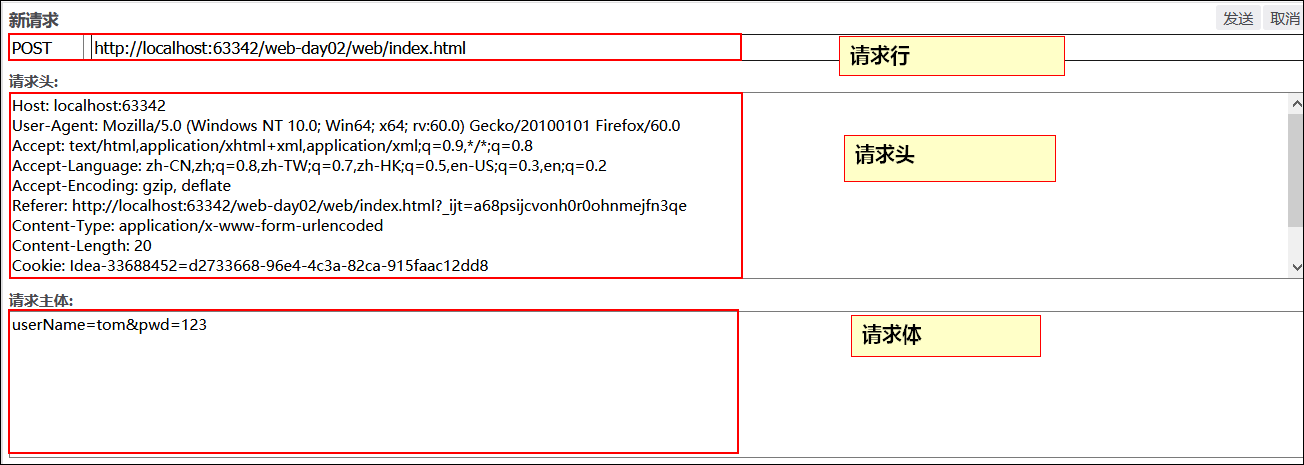 新请求 发送 取消
POST http://localhost:63342/web-day02/web/index.html 请求行
请求头:
Host: localhost:63342
User-Agent: Mozilla/5.0 (Windows NT 10.0; Win64; x64; rv:60.0) Gecko/20100101 Firefox/60.0
Accept: text/html,application/xhtml+xml,application/xml;q=0.9,*/*;q=0.8
请求头
Accept-Language: zh-CN,zh;q=0.8,zh-TW;q=0.7,zh-HK;q=0.5,en-US;q=0.3,en;q=0.2
Accept-Encoding: gzip, deflate
Referer: http://localhost:63342/web-day02/web/index.html?_ijt=a68psijcvonh0r0ohnmejfn3qe
Content-Type: application/x-www-form-urlencoded
Content-Length: 20
Cookie: Idea-33688452=d2733668-96e4-4c3a-82ca-915faac12dd8
请求主体:
userName=tom&pwd=123 请求体